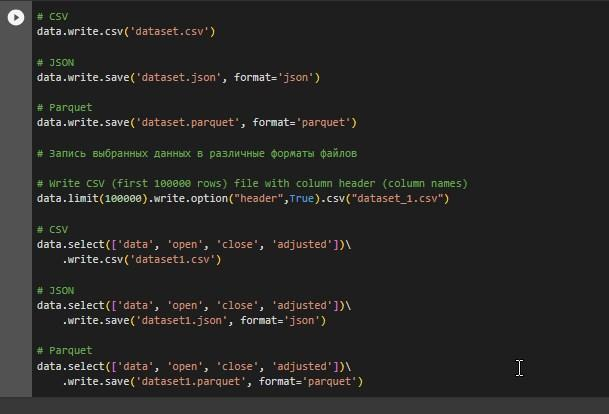 # CSV
data.write.csv('dataset.csv')
# JSON
data.write.save('dataset.json', format='json')
# Parquet
data.write.save('dataset.parquet', format='parquet')
# Запись выбранных данных в различные форматы файлов
# Write CSV (first 100000 rows) file with column header (column names)
data.limit(100000).write.option("header",True).csv("dataset_1.csv")
# CSV
data.select(['data', 'open', 'close', 'adjusted'])\
.write.csv('dataset1.csv')
# JSON
data.select(['data', 'open', 'close', 'adjusted'])\
.write.save('dataset1.json', format='json')
# Parquet
data.select(['data', 'open', 'close', 'adjusted'])\
.write.save('dataset1.parquet', format='parquet')